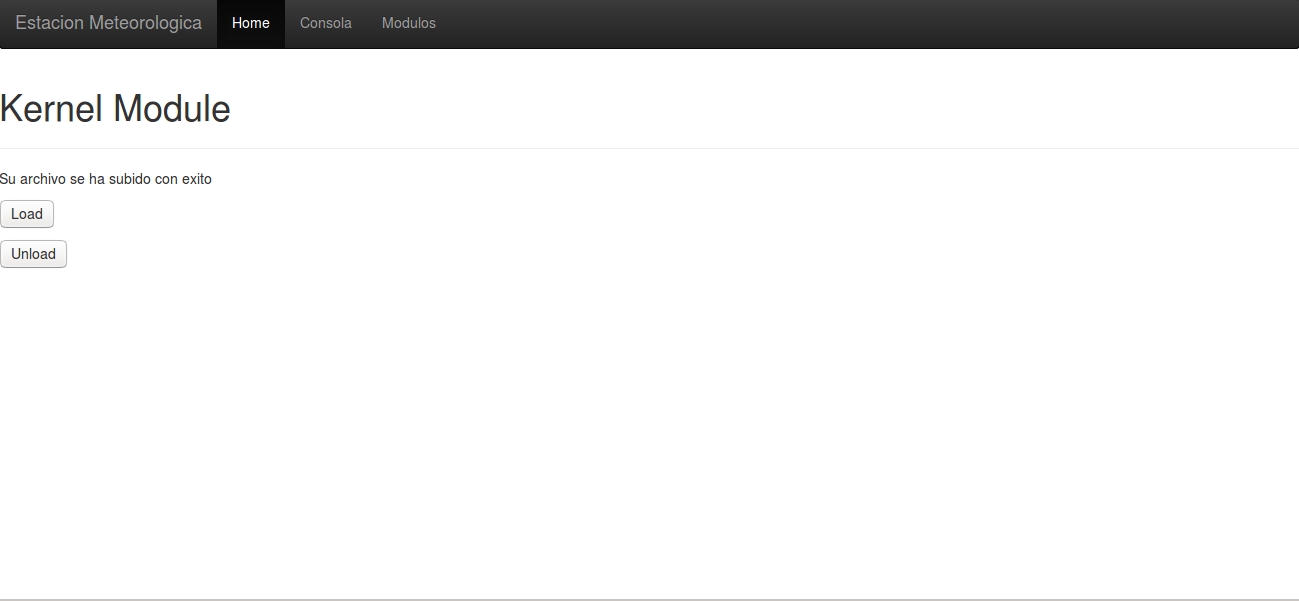 Estacion Meteorologica Home Consola Modulos
Kernel Module
Su archivo se ha subido con exito
Load
Unload